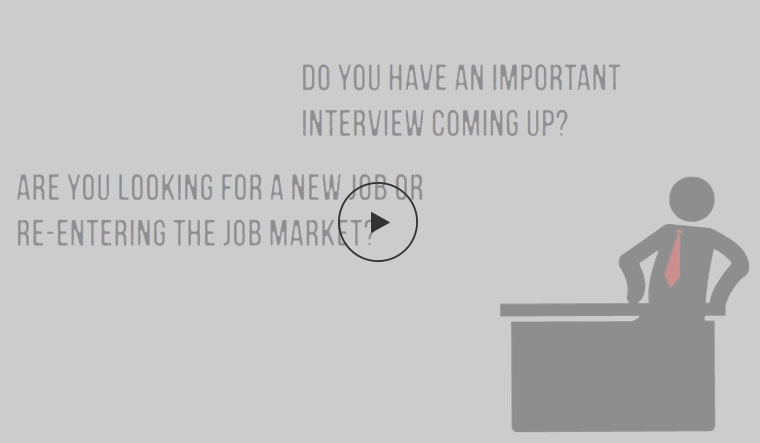 DO YOU HAVE AN IMPORTANT
INTERVIEW COMING UP?
ARE YOU LOOKING FOR A NEW JOB OR
RE-ENTERING THE JOB MARKET?